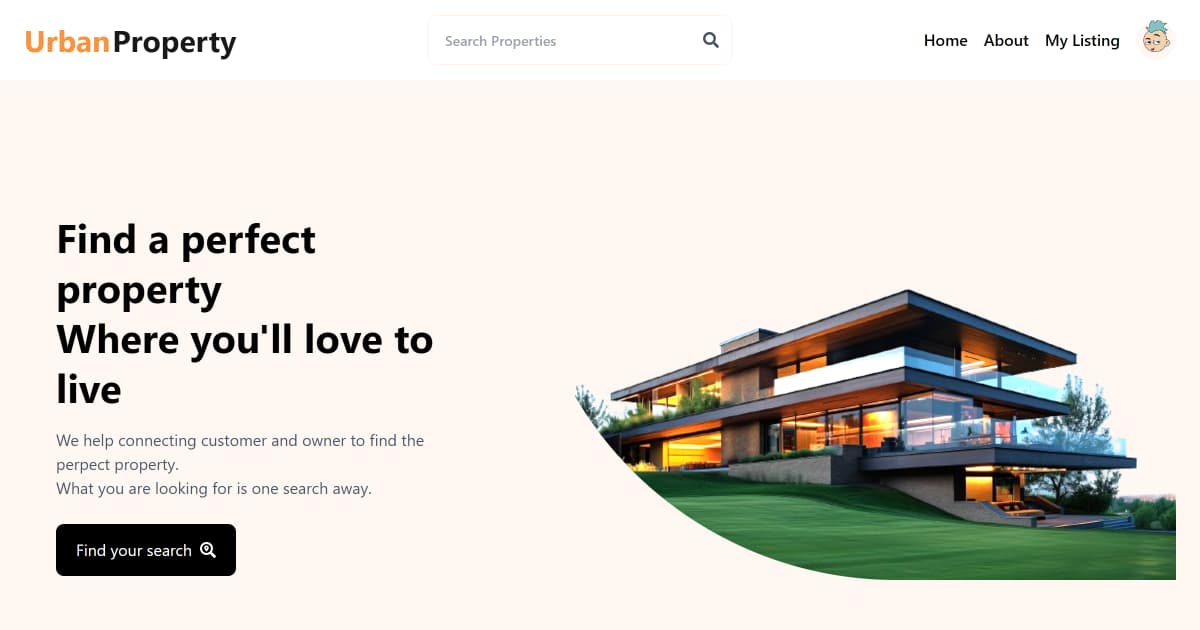 UrbanProperty
Search Properties
Home About My Listing
Find a perfect
property
Where you'll love to
live
We help connecting customer and owner to find the
perpect property.
What you are looking for is one search away.
Find your search